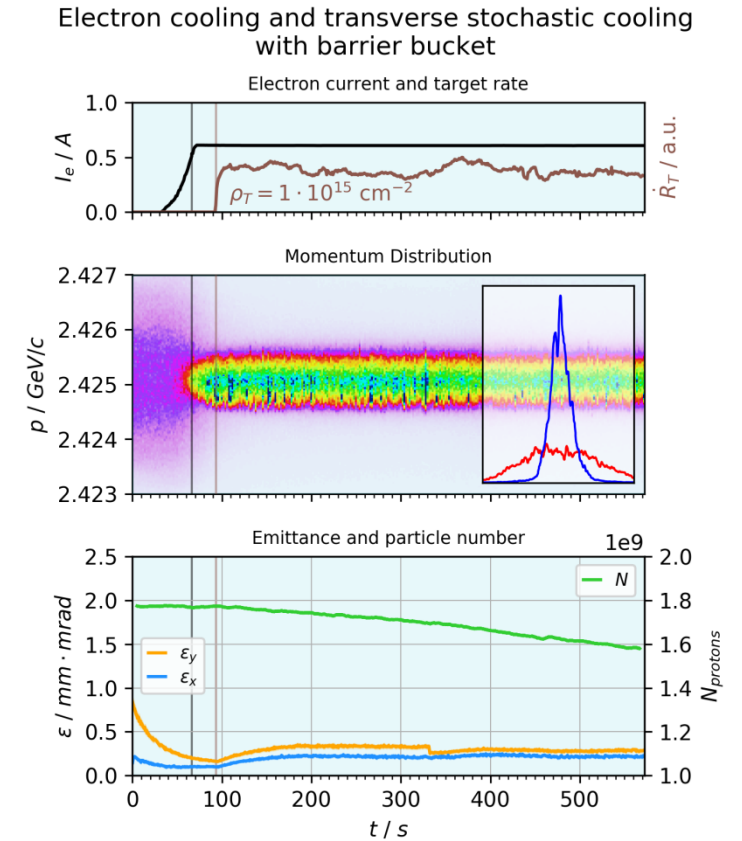 Electron cooling and transverse stochastic cooling
with barrier bucket
Electron current and target rate
1.0
0.5
0.0
I_e / A
ρ_T = 1 · 10^15 cm^−2
Ṙ_T / a.u.
Momentum Distribution
2.427
2.426
2.425
2.424
2.423
p / GeV/c
Emittance and particle number
1e9
2.5
2.0
1.5
1.0
0.5
0.0
ε / mm · mrad
N
ε_y
ε_x
2.0
1.8
1.6
1.4
1.2
1.0
N_protons
0 100 200 300 400 500
t / s